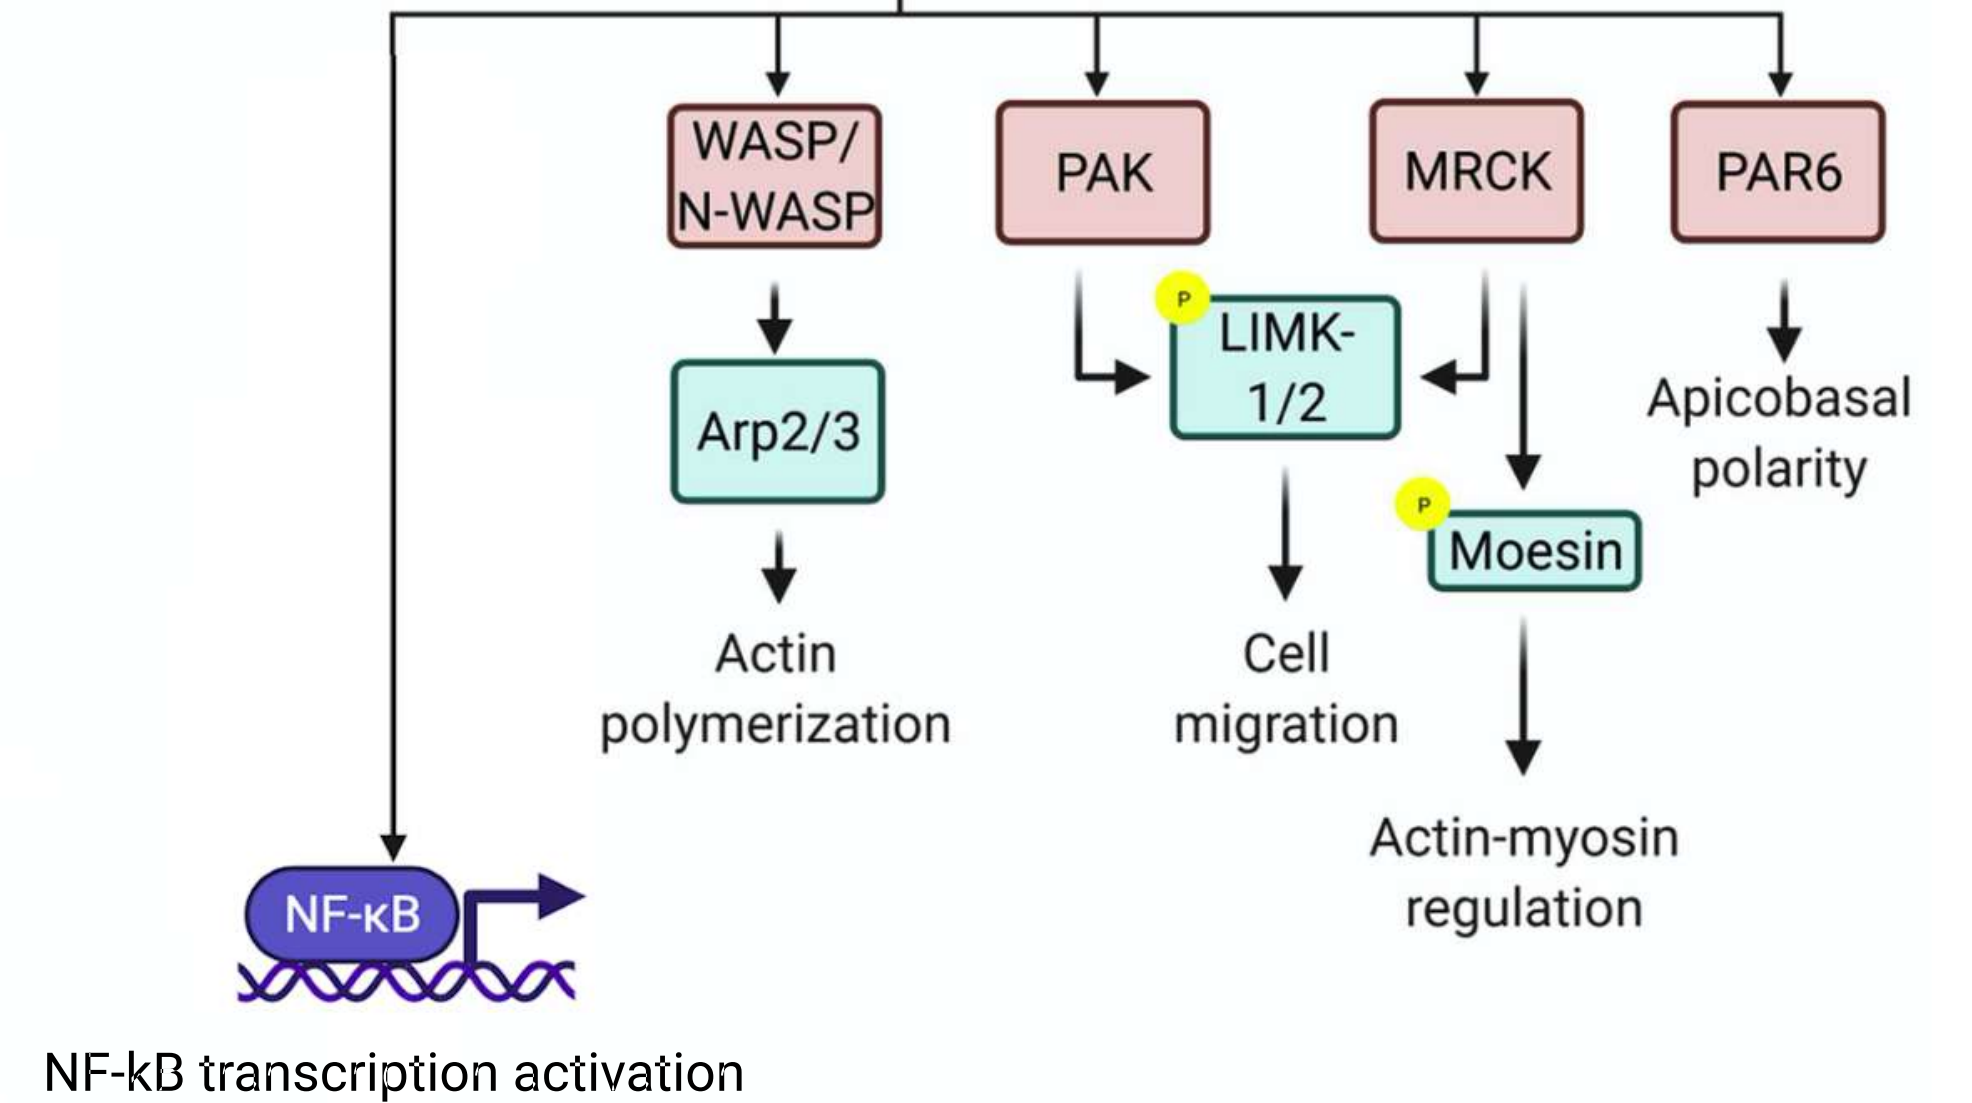 WASP/
N-WASP
PAK
MRCK
PAR6
P
LIMK-
1/2
Arp2/3
Apicobasal
polarity
P
Moesin
Actin
polymerization
Cell
migration
Actin-myosin
regulation
NF-κB
NF-kB transcription activation